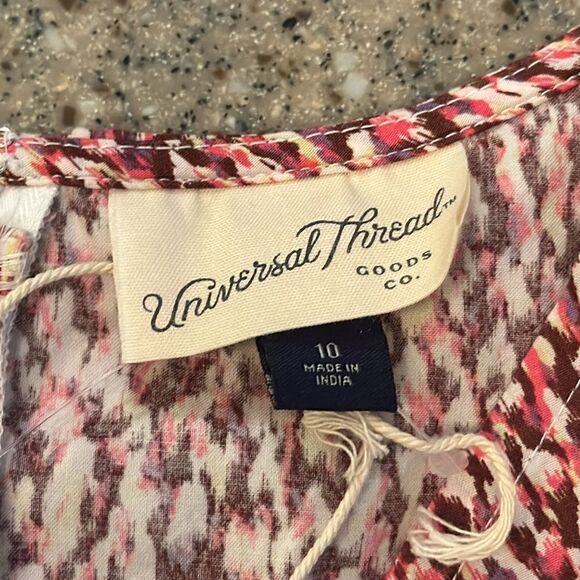 Universal Thread™
GOODS
CO.
10
MADE IN
INDIA